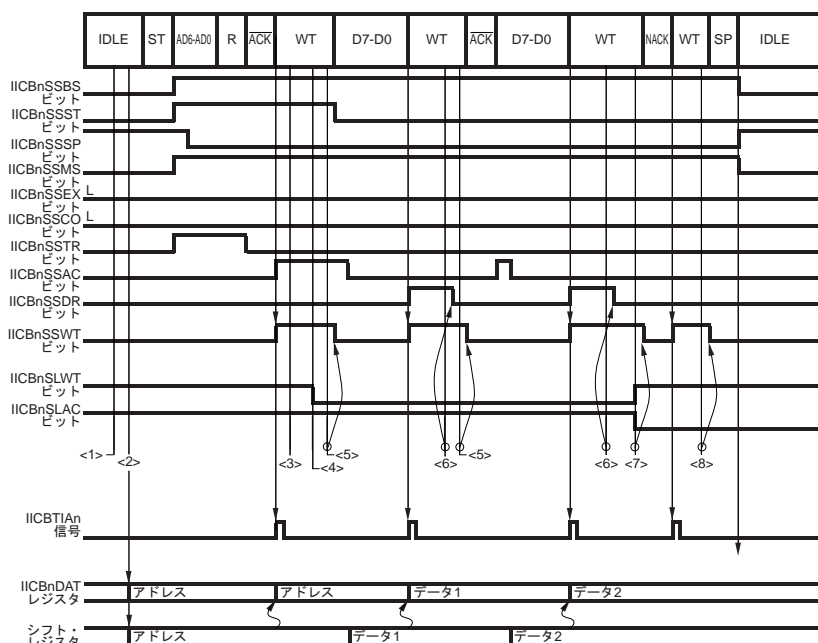 IDLE ST AD6-AD0 R ACK WT D7-D0 WT ACK D7-D0 WT NACK WT SP IDLE
IICBnSSBS
ビット
IICBnSSST
ビット
IICBnSSSP
ビット
IICBnSSMS
ビット
IICBnSSEX L
ビット
IICBnSSCO L
ビット
IICBnSSTR
ビット
IICBnSSAC
ビット
IICBnSSDR
ビット
IICBnSSWT
ビット
IICBnSLWT
ビット
IICBnSLAC
ビット
<1> <2> <3> <4> <5> <6> <5> <6> <7> <8>
IICBTIAn
信号
IICBnDAT
レジスタ
アドレス アドレス データ1 データ2
シフト・
レジスタ
アドレス データ1 データ2